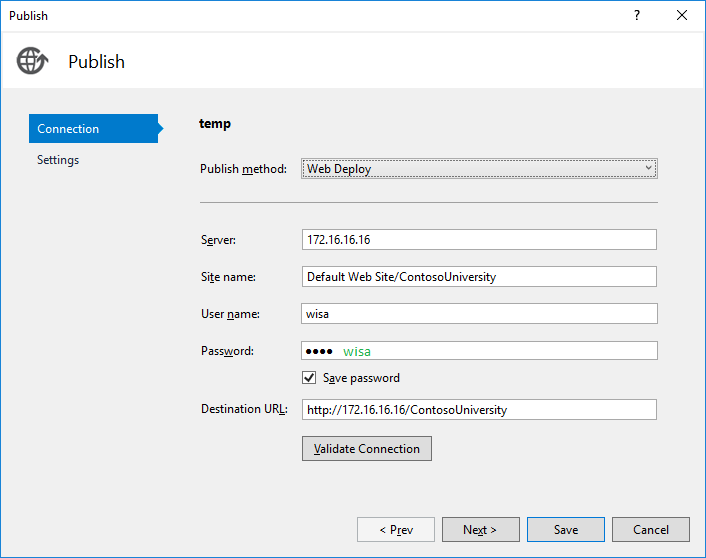 Publish
?
Publish
Connection
Settings
temp
Publish method: Web Deploy
Server: 172.16.16.16
Site name: Default Web Site/ContosoUniversity
User name: wisa
Password: •••• wisa
Save password
Destination URL: http://172.16.16.16/ContosoUniversity
Validate Connection
< Prev Next > Save Cancel